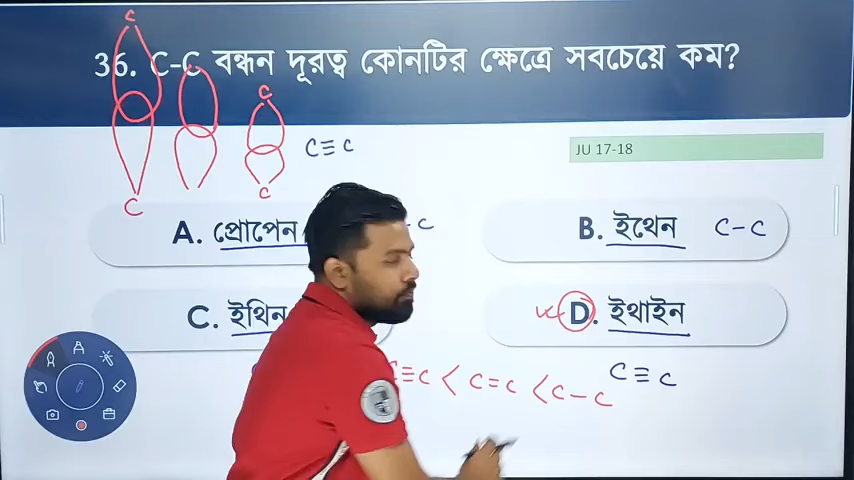 C
36. C-C বন্ধন দূরত্ব কোনটির ক্ষেত্রে সবচেয়ে কম?
C
C≡C
JU 17-18
C
C
A. প্রোপেন
-C
B. ইথেন C-C
C. ইথিন
D. ইথাইন
≡C < C=C < C-C
C≡C